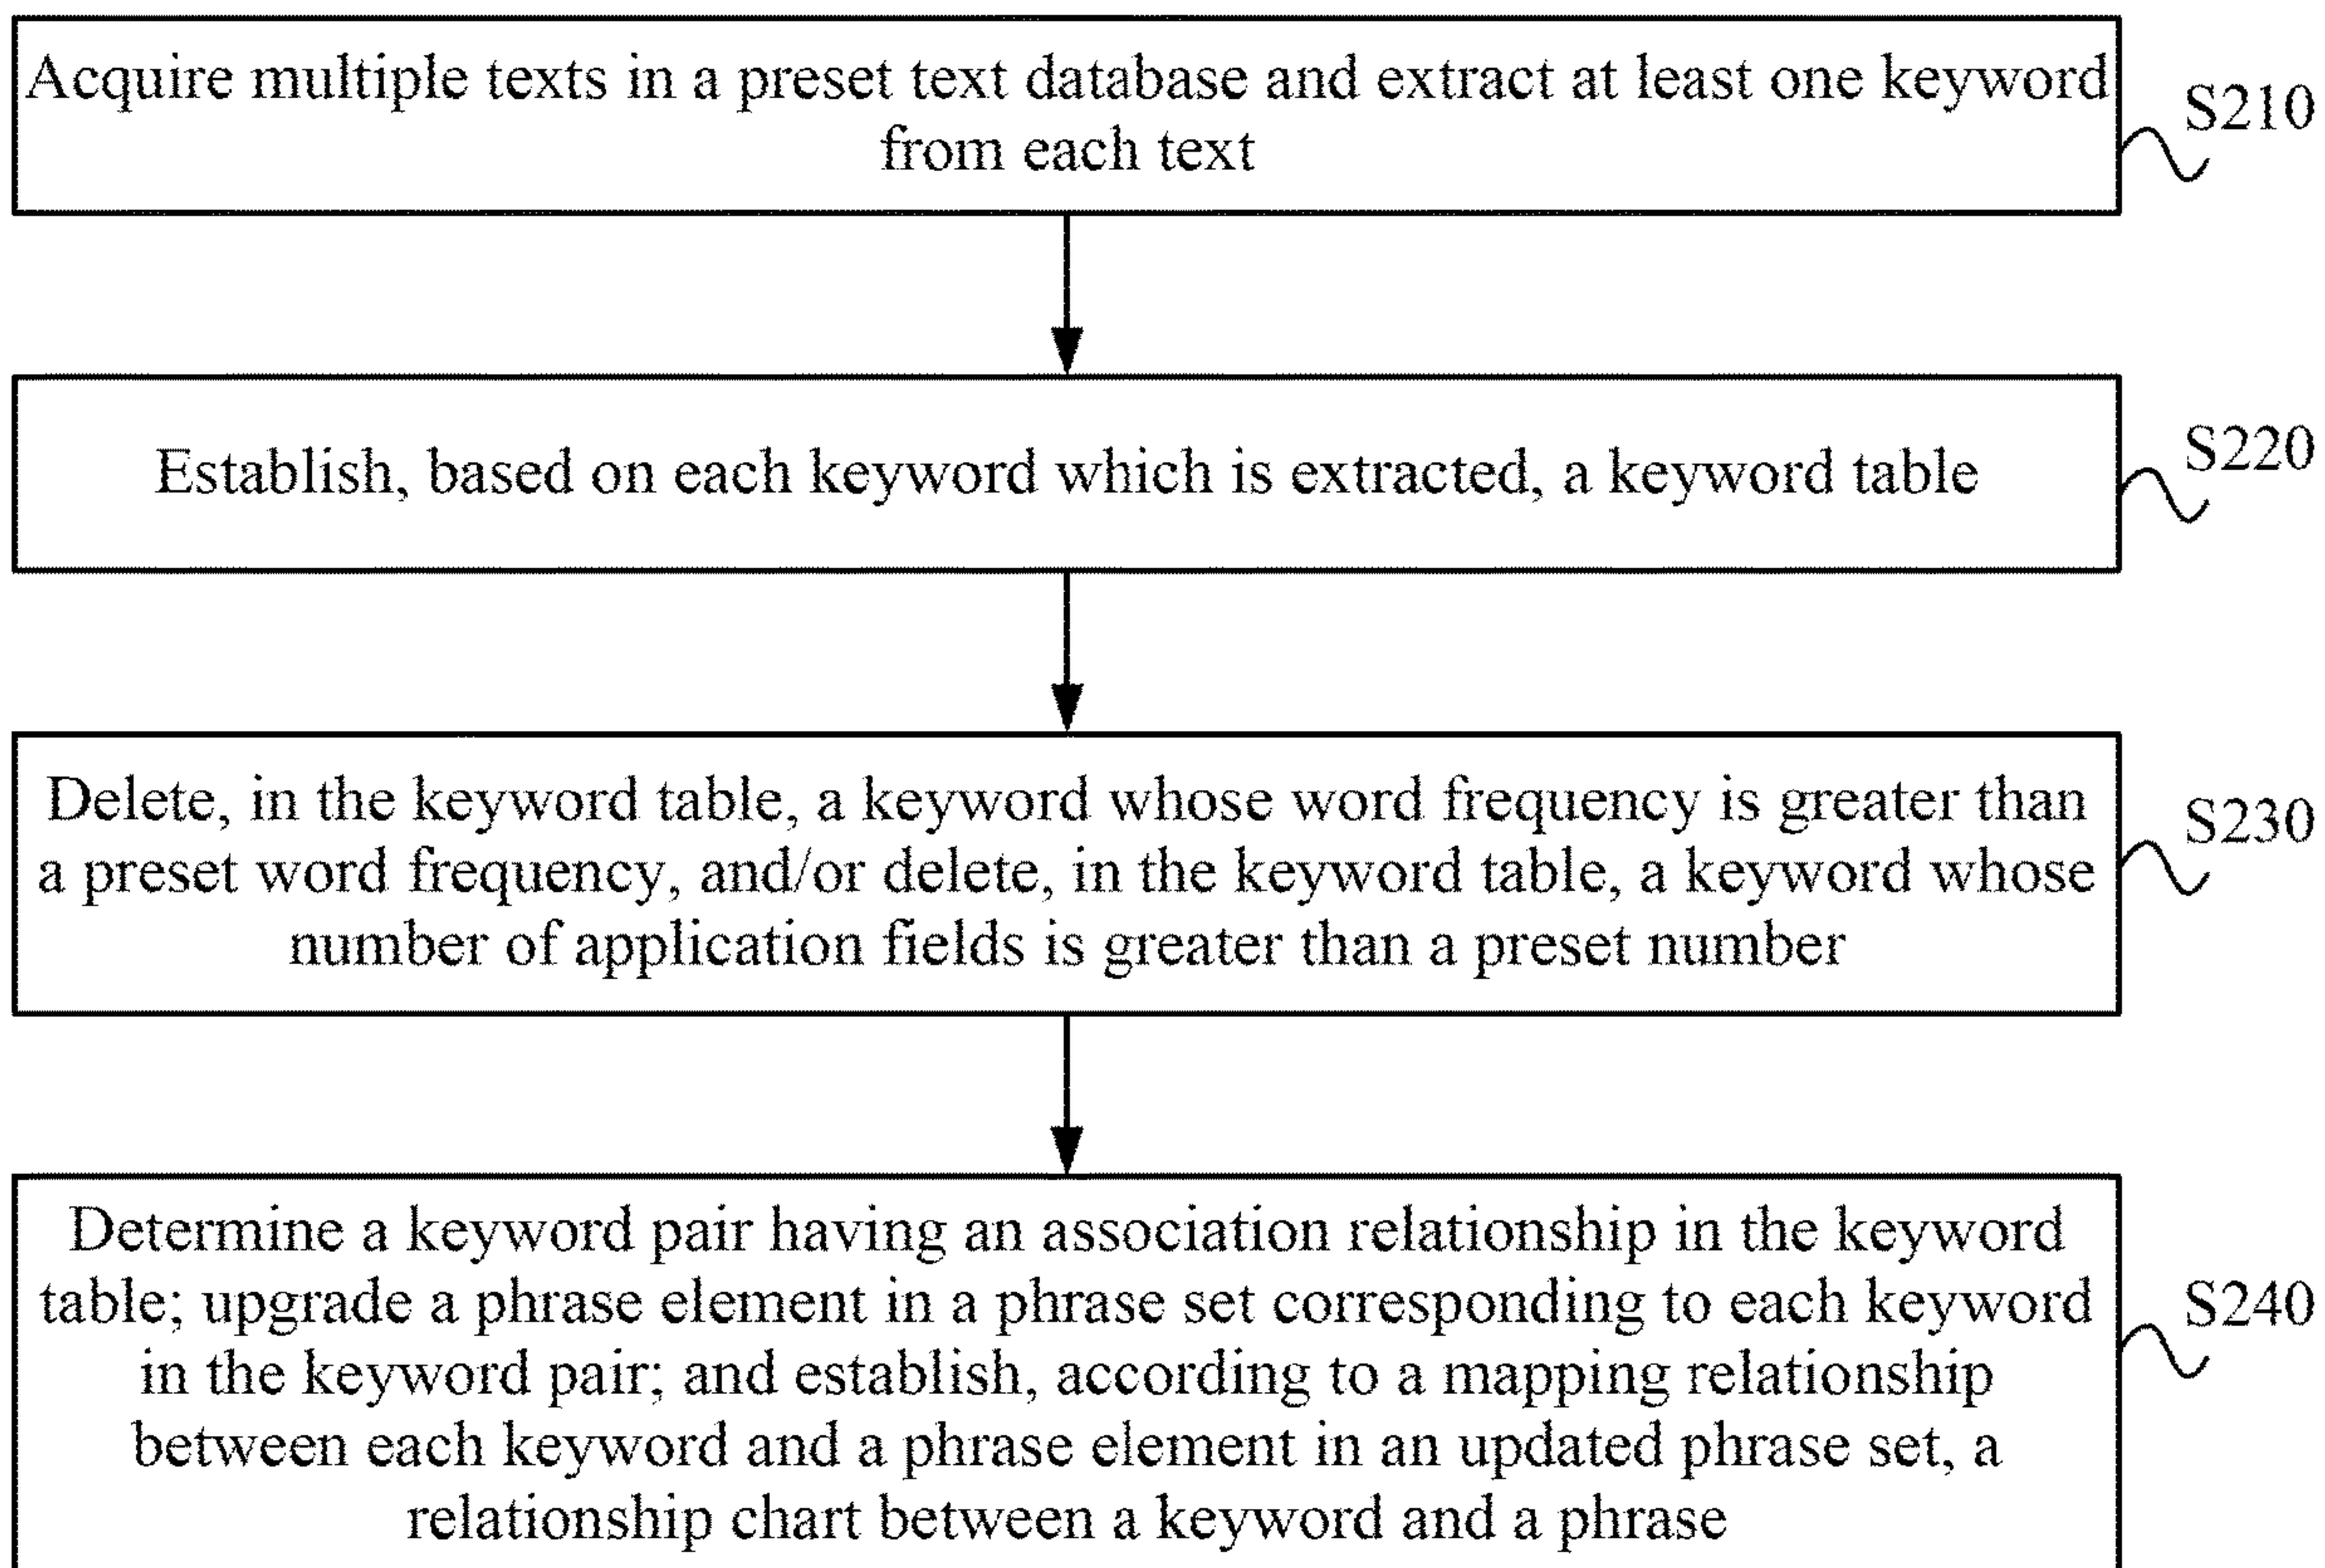 Acquire multiple texts in a preset text database and extract at least one keyword
from each text
S210
Establish, based on each keyword which is extracted, a keyword table
S220
Delete, in the keyword table, a keyword whose word frequency is greater than
a preset word frequency, and/or delete, in the keyword table, a keyword whose
number of application fields is greater than a preset number
S230
Determine a keyword pair having an association relationship in the keyword
table; upgrade a phrase element in a phrase set corresponding to each keyword
in the keyword pair; and establish, according to a mapping relationship
between each keyword and a phrase element in an updated phrase set, a
relationship chart between a keyword and a phrase
S240